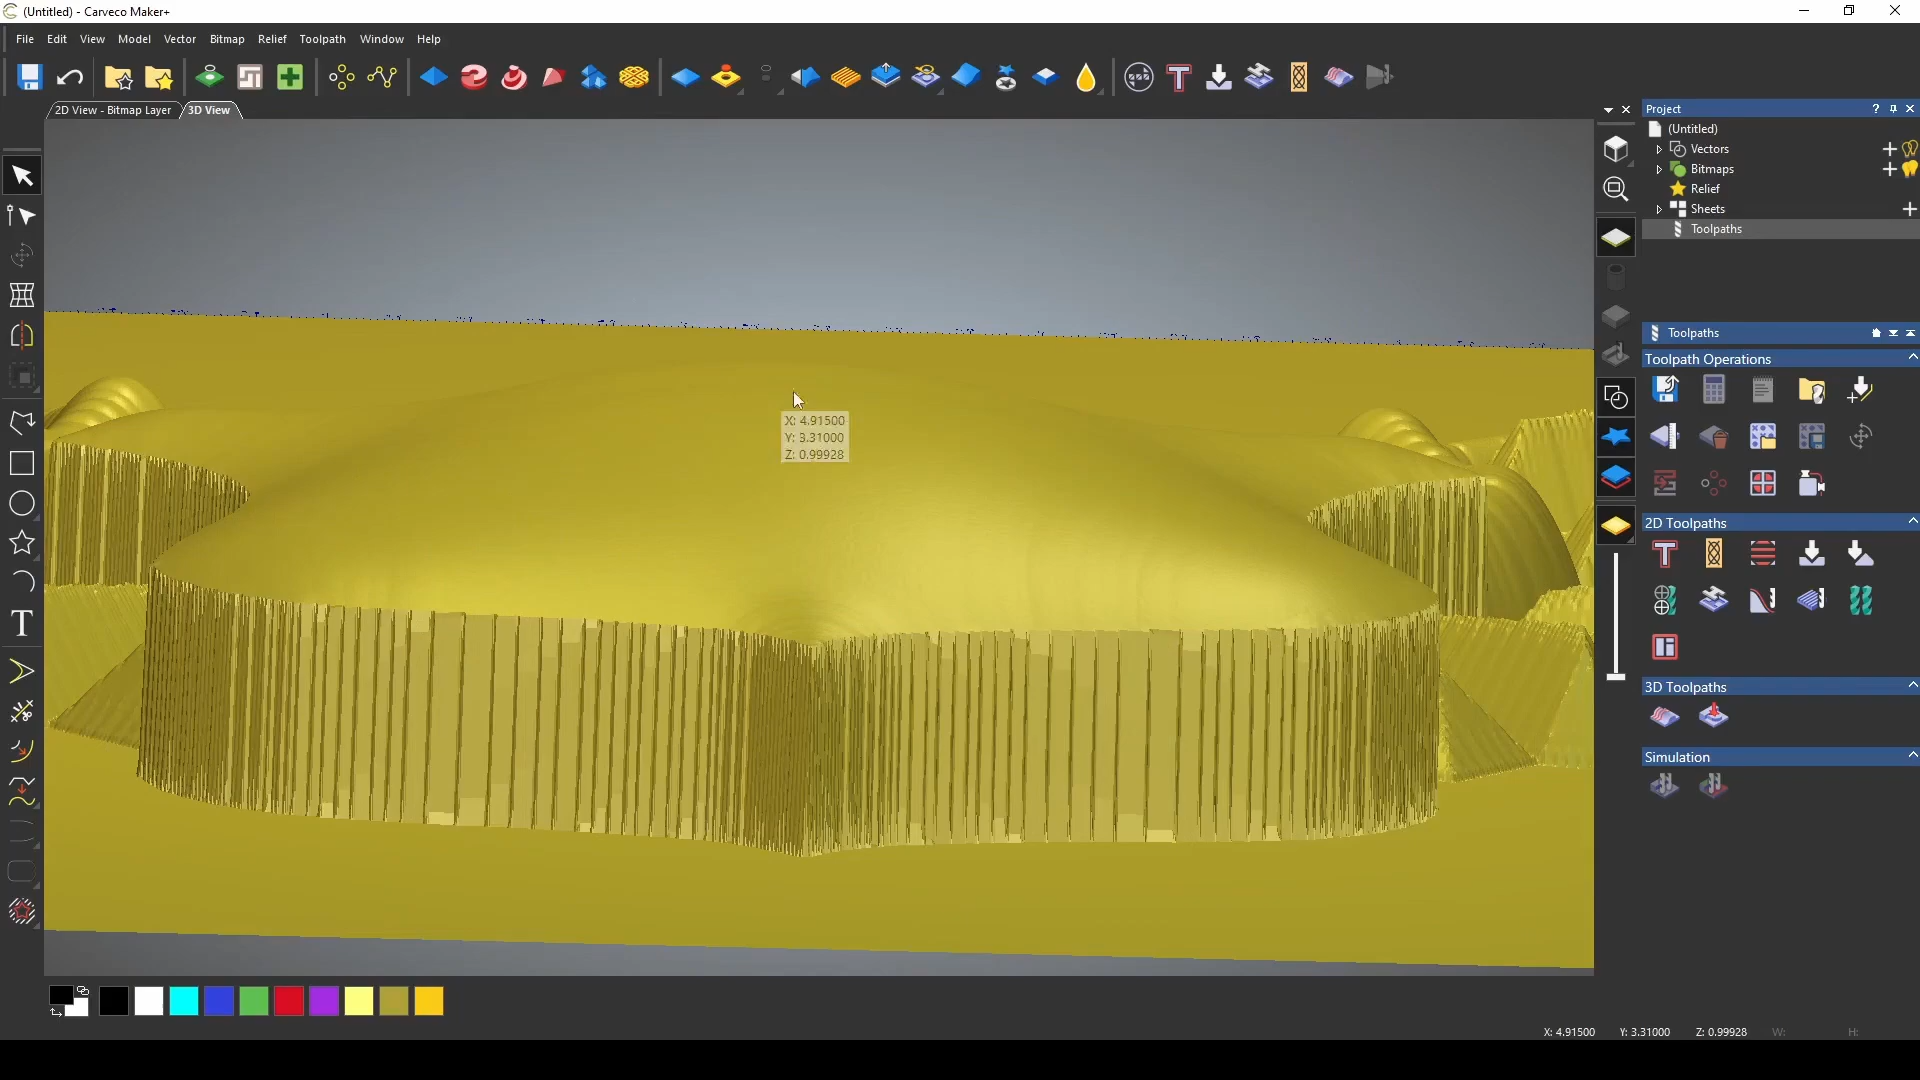 (Untitled) - Carveco Maker+
File Edit View Model Vector Bitmap Relief Toolpath Window Help
2D View - Bitmap Layer 3D View
Project ?
(Untitled)
Vectors
Bitmaps
Relief
Sheets
Toolpaths
Toolpaths
Toolpath Operations
2D Toolpaths
3D Toolpaths
Simulation
X: 4.91500
Y: 3.31000
Z: 0.99928
X: 4.91500 Y: 3.31000 Z: 0.99928 W: H: